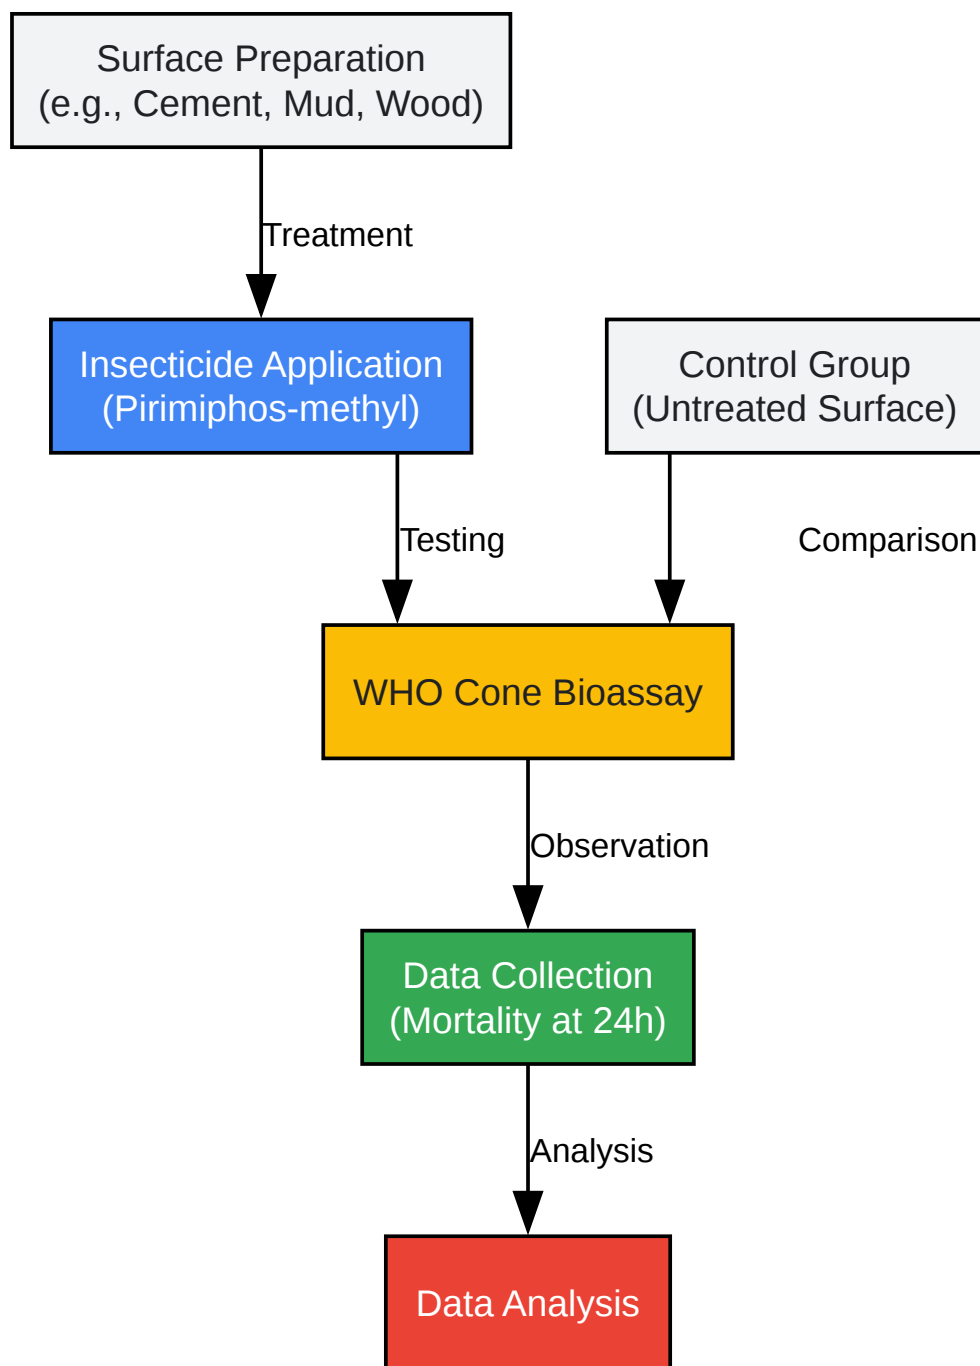 Surface Preparation
(e.g., Cement, Mud, Wood)
Treatment
Insecticide Application
(Pirimiphos-methyl)
Control Group
(Untreated Surface)
Testing
Comparison
WHO Cone Bioassay
Observation
Data Collection
(Mortality at 24h)
Analysis
Data Analysis